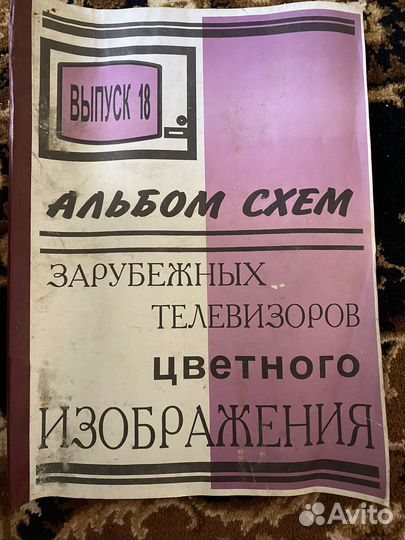 ВЫПУСК 18
АЛЬБОМ СХЕМ
ЗАРУБЕЖНЫХ
ТЕЛЕВИЗОРОВ
ЦВЕТНОГО
ИЗОБРАЖЕНИЯ
Avito